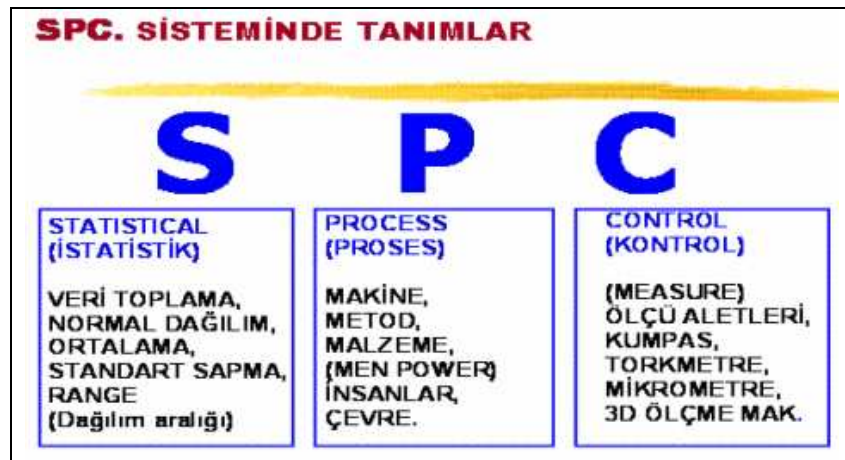 SPC. SİSTEMİNDE TANIMLAR
S P C
STATISTICAL
(İSTATİSTİK)
VERİ TOPLAMA,
NORMAL DAĞILIM,
ORTALAMA,
STANDART SAPMA,
RANGE
(Dağılım aralığı)
PROCESS
(PROSES)
MAKİNE,
METOD,
MALZEME,
(MEN POWER)
İNSANLAR,
ÇEVRE.
CONTROL
(KONTROL)
(MEASURE)
ÖLÇÜ ALETLERİ,
KUMPAS,
TORKMETRE,
MİKROMETRE,
3D ÖLÇME MAK.